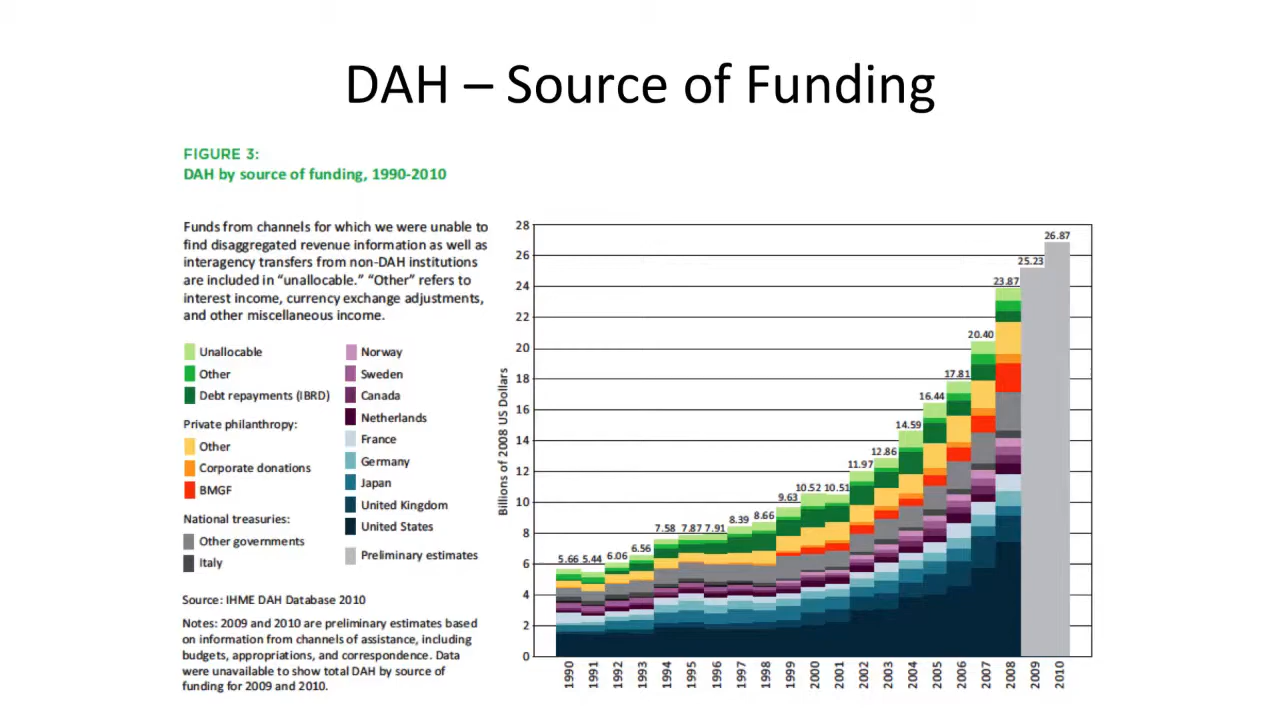 DAH – Source of Funding
FIGURE 3:
DAH by source of funding, 1990-2010
Funds from channels for which we were unable to
find disaggregated revenue information as well as
interagency transfers from non-DAH institutions
are included in “unallocable.” “Other” refers to
interest income, currency exchange adjustments,
and other miscellaneous income.
Unallocable
Other
Debt repayments (IBRD)
Private philanthropy:
Other
Corporate donations
BMGF
National treasuries:
Other governments
Italy
Norway
Sweden
Canada
Netherlands
France
Germany
Japan
United Kingdom
United States
Preliminary estimates
Source: IHME DAH Database 2010
Notes: 2009 and 2010 are preliminary estimates based
on information from channels of assistance, including
budgets, appropriations, and correspondence. Data
were unavailable to show total DAH by source of
funding for 2009 and 2010.
Billions of 2008 US Dollars
28
26
24
22
20
18
16
14
12
10
8
6
4
2
0
5.66 5.44 6.06 6.56 7.58 7.87 7.91 8.39 8.66 9.63 10.52 10.51 11.97 12.86 14.59 16.44 17.81 20.40 23.87 25.23 26.87
1990 1991 1992 1993 1994 1995 1996 1997 1998 1999 2000 2001 2002 2003 2004 2005 2006 2007 2008 2009 2010